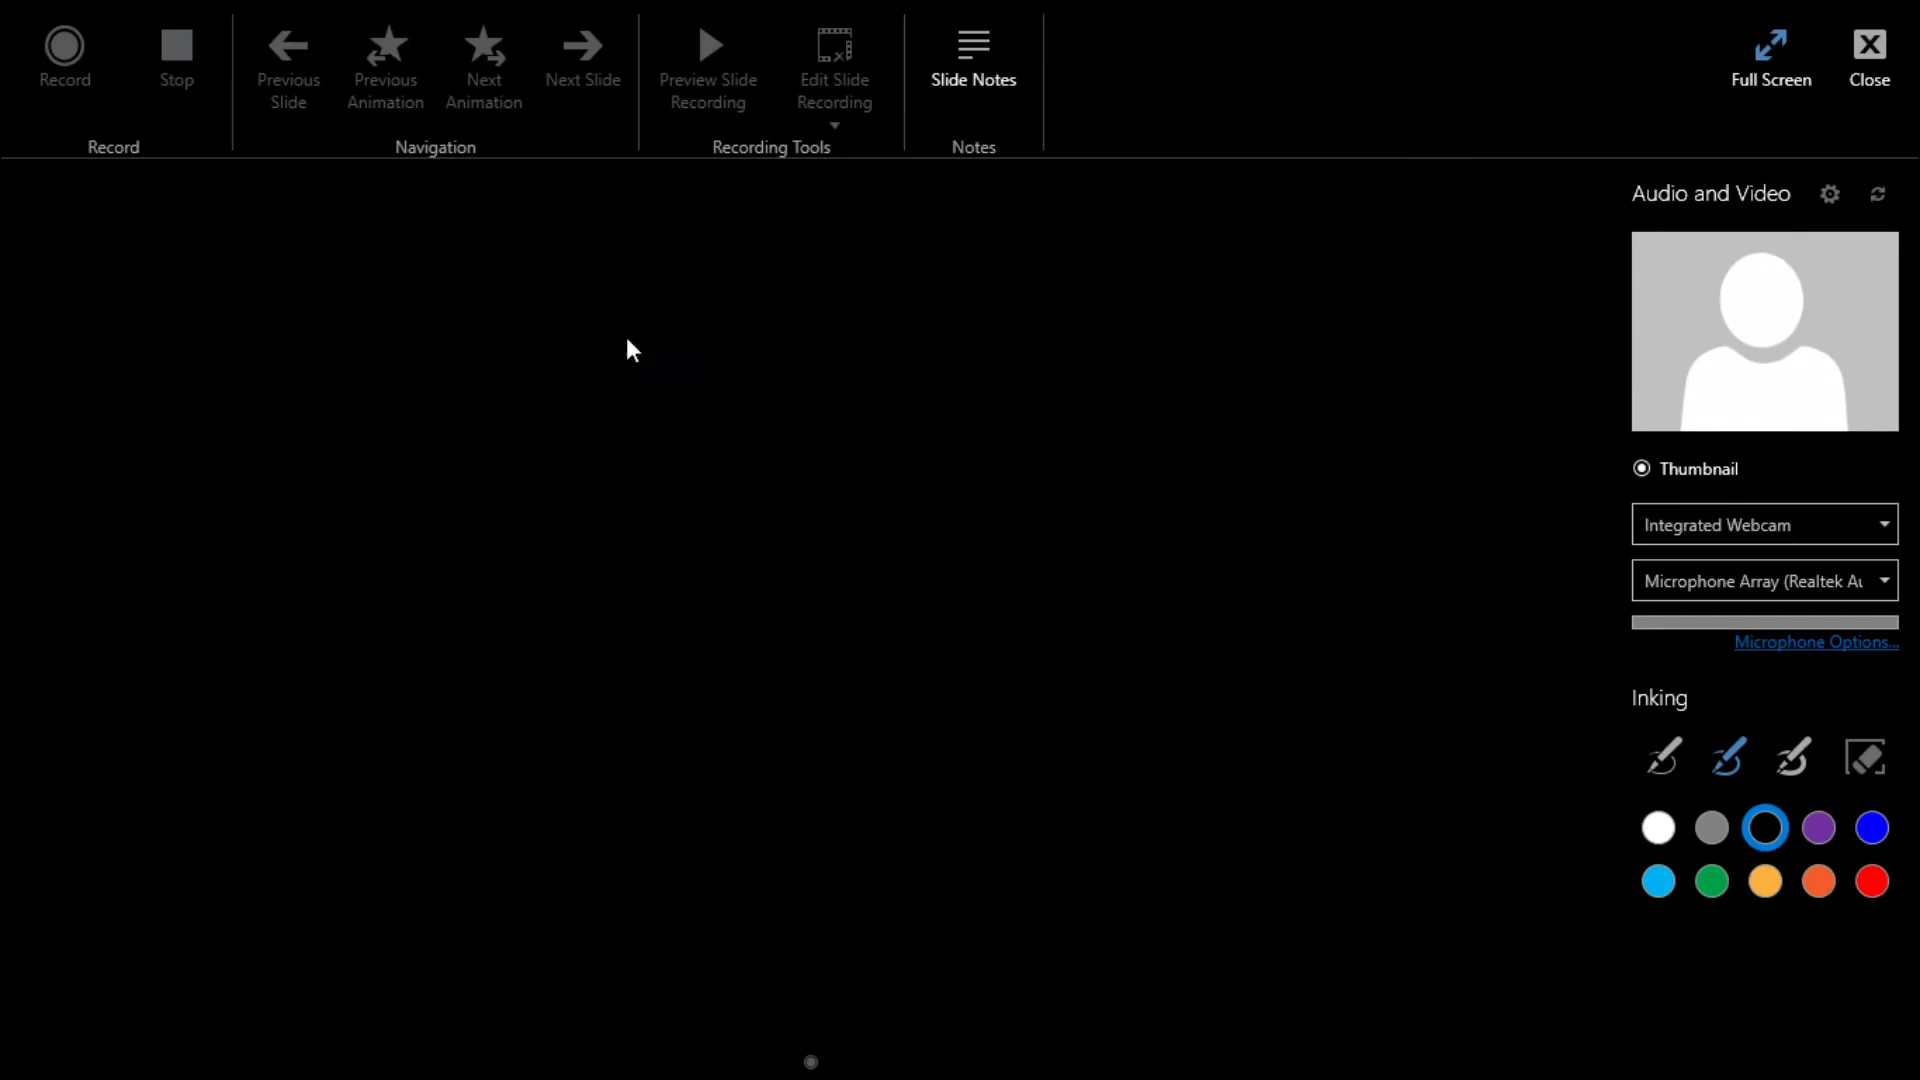 Record
Stop
Previous
Slide
Previous
Animation
Next
Animation
Next Slide
Preview Slide
Recording
Edit Slide
Recording
Slide Notes
Full Screen
Close
Record
Navigation
Recording Tools
Notes
Audio and Video
Thumbnail
Integrated Webcam
Microphone Array (Realtek Au
Microphone Options...
Inking